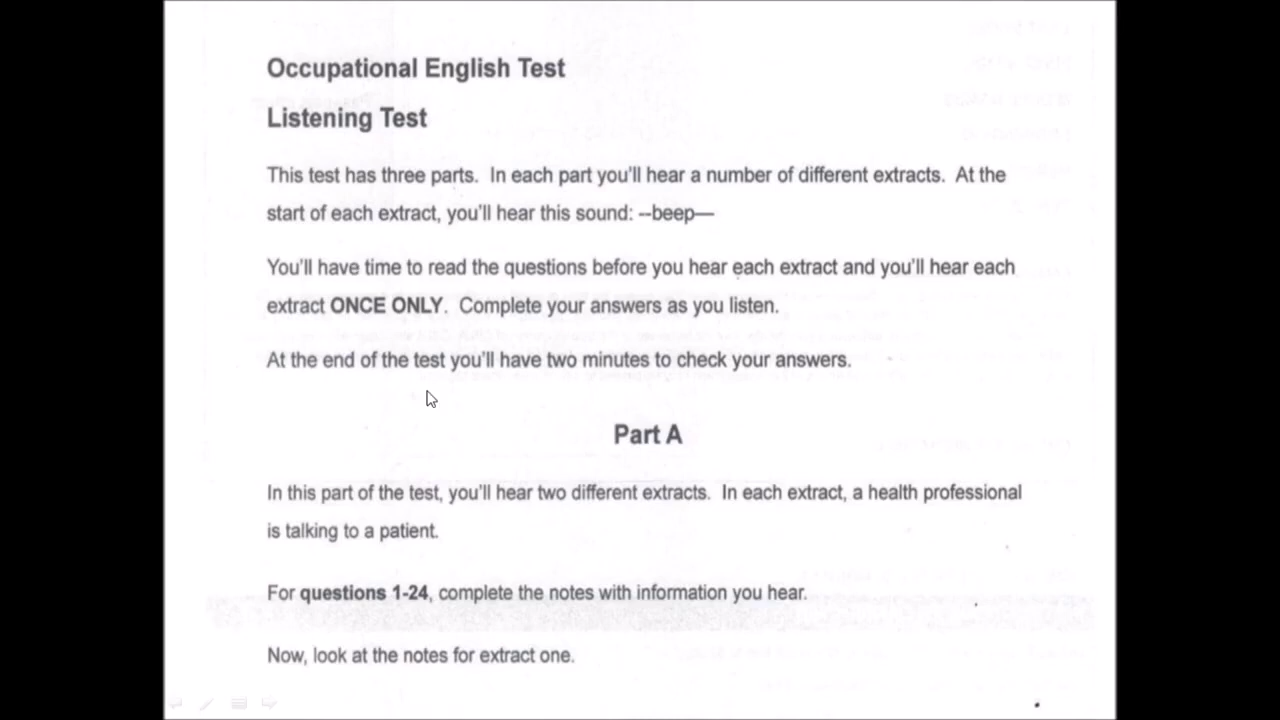 Occupational English Test
Listening Test
This test has three parts.  In each part you'll hear a number of different extracts.  At the
start of each extract, you'll hear this sound: --beep—
You'll have time to read the questions before you hear each extract and you'll hear each
extract ONCE ONLY.  Complete your answers as you listen.
At the end of the test you'll have two minutes to check your answers.
Part A
In this part of the test, you'll hear two different extracts.  In each extract, a health professional
is talking to a patient.
For questions 1-24, complete the notes with information you hear.
Now, look at the notes for extract one.